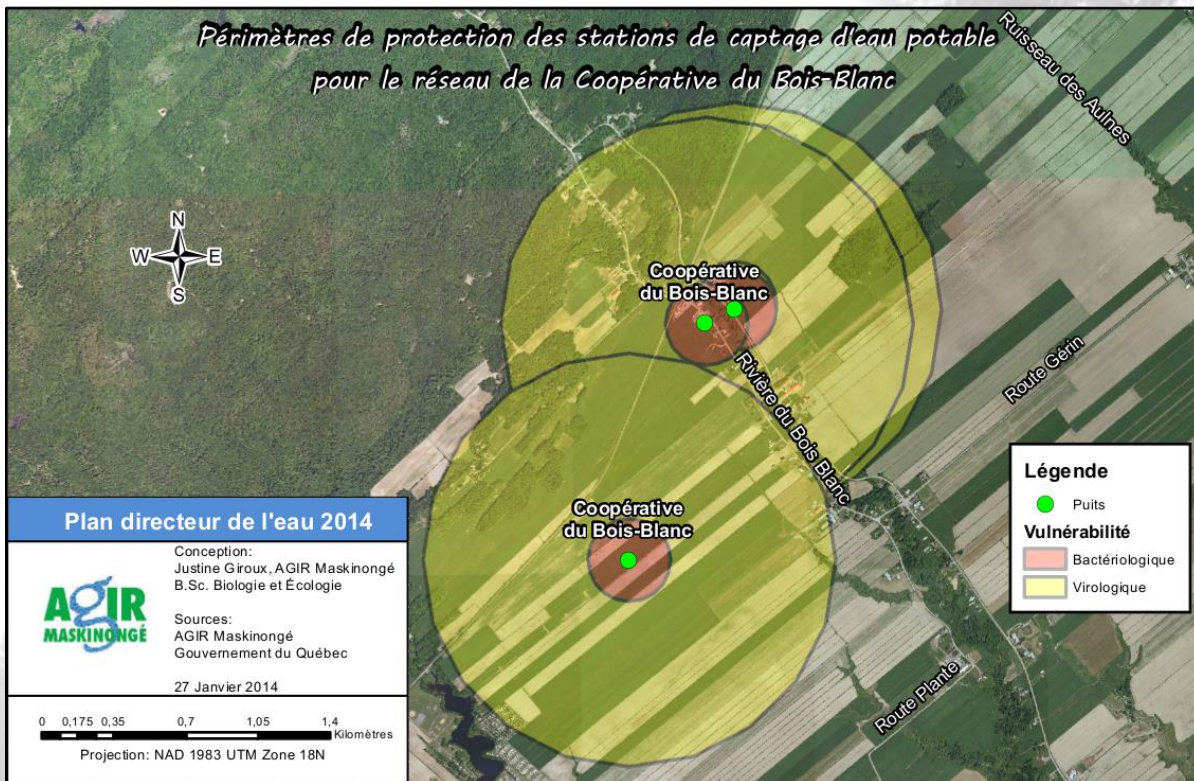 Périmètres de protection des stations de captage d'eau potable
pour le réseau de la Coopérative du Bois-Blanc
Ruisseau des Aulnes
N
W E
S
Coopérative
du Bois-Blanc
Rivière du Bois Blanc
Route Gérin
Coopérative
du Bois-Blanc
Route Plante
Légende
Puits
Vulnérabilité
Bactériologique
Virologique
Plan directeur de l'eau 2014
AGIR
MASKINONGÉ
Conception:
Justine Giroux, AGIR Maskinongé
B.Sc. Biologie et Écologie
Sources:
AGIR Maskinongé
Gouvernement du Québec
27 Janvier 2014
0 0,175 0,35 0,7 1,05 1,4
Kilomètres
Projection: NAD 1983 UTM Zone 18N